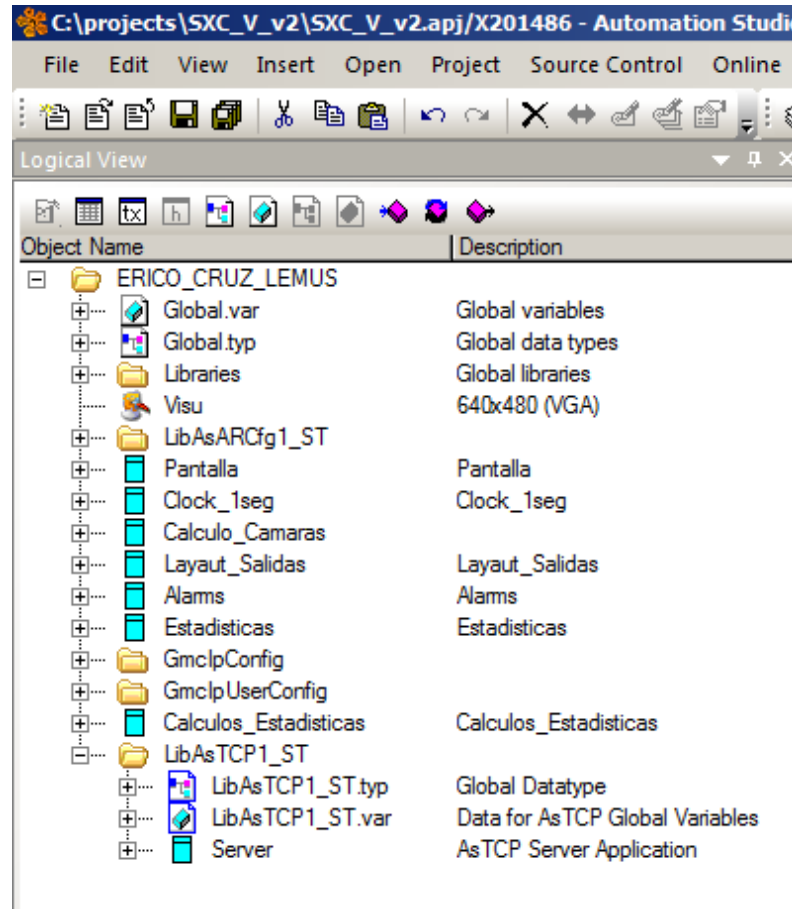 C:\projects\SXC_V_v2\SXC_V_v2.apj/X201486 - Automation Studi
File Edit View Insert Open Project Source Control Online
Logical View
tx h
Object Name Description
ERICO_CRUZ_LEMUS
Global.var Global variables
Global.typ Global data types
Libraries Global libraries
Visu 640x480 (VGA)
LibAsARCfg1_ST
Pantalla Pantalla
Clock_1seg Clock_1seg
Calculo_Camaras
Layaut_Salidas Layaut_Salidas
Alarms Alarms
Estadisticas Estadisticas
GmcIpConfig
GmcIpUserConfig
Calculos_Estadisticas Calculos_Estadisticas
LibAsTCP1_ST
LibAsTCP1_ST.typ Global Datatype
LibAsTCP1_ST.var Data for AsTCP Global Variables
Server AsTCP Server Application